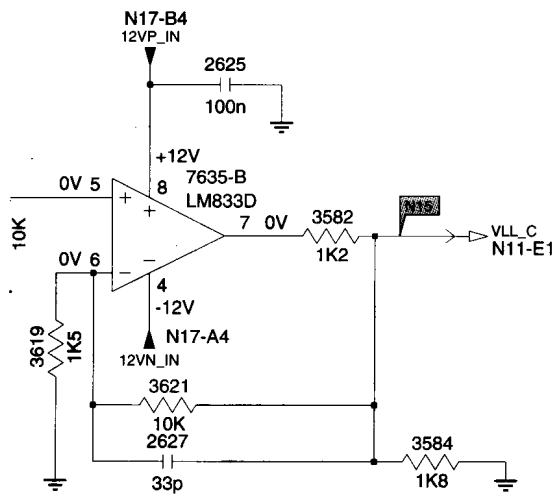 N17-B4
12VP_IN
2625
100n
+12V
0V 5
8
7635-B
LM833D
7 0V
3582
1K2
N15
VLL_C
N11-E1
10K
0V 6
4
-12V
N17-A4
12VN_IN
3619
1K5
3621
10K
2627
33p
3584
1K8